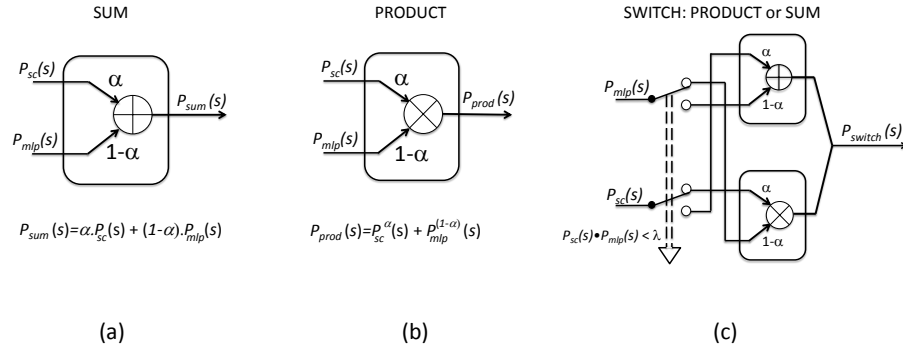 SUM
P_sc(s)
α
P_sum(s)
P_mlp(s)
1-α
P_sum(s)=α.P_sc(s) + (1-α).P_mlp(s)
(a)
PRODUCT
P_sc(s)
α
P_prod(s)
P_mlp(s)
1-α
P_prod(s)=P_sc^α(s) + P_mlp^(1-α)(s)
(b)
SWITCH: PRODUCT or SUM
α
P_mlp(s)
1-α
P_switch(s)
P_sc(s)
α
1-α
P_sc(s)•P_mlp(s) < λ
(c)